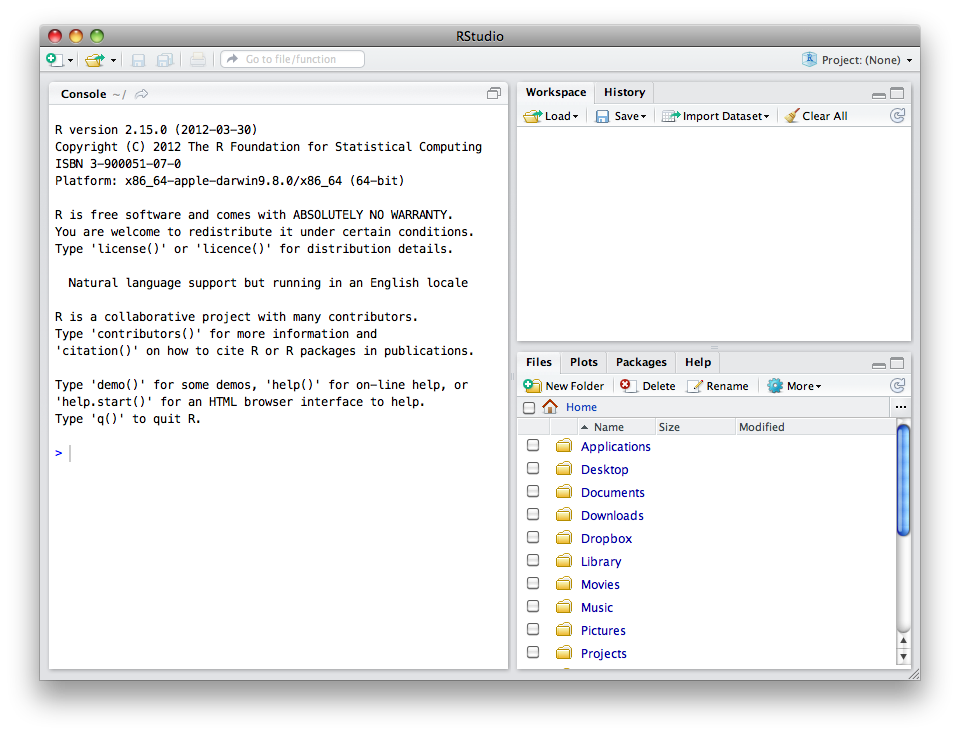 RStudio
Go to file/function
Project: (None)
Console ~/
R version 2.15.0 (2012-03-30)
Copyright (C) 2012 The R Foundation for Statistical Computing
ISBN 3-900051-07-0
Platform: x86_64-apple-darwin9.8.0/x86_64 (64-bit)
R is free software and comes with ABSOLUTELY NO WARRANTY.
You are welcome to redistribute it under certain conditions.
Type 'license()' or 'licence()' for distribution details.
Natural language support but running in an English locale
R is a collaborative project with many contributors.
Type 'contributors()' for more information and
'citation()' on how to cite R or R packages in publications.
Type 'demo()' for some demos, 'help()' for on-line help, or
'help.start()' for an HTML browser interface to help.
Type 'q()' to quit R.
>
Workspace History
Load Save Import Dataset Clear All
Files Plots Packages Help
New Folder Delete Rename More
Home ...
Name Size Modified
Applications
Desktop
Documents
Downloads
Dropbox
Library
Movies
Music
Pictures
Projects